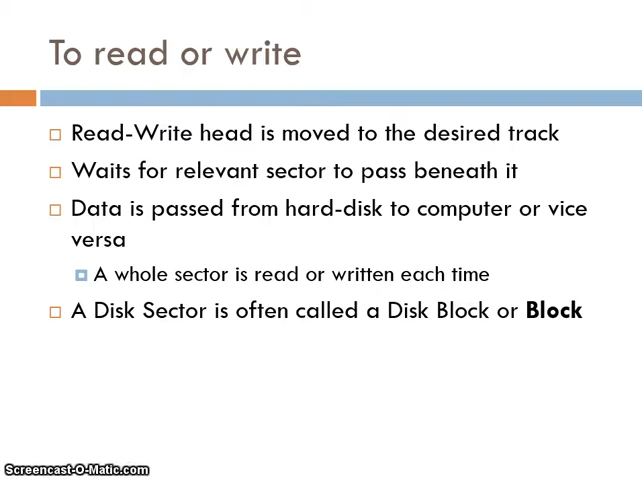 To read or write
Read-Write head is moved to the desired track
Waits for relevant sector to pass beneath it
Data is passed from hard-disk to computer or vice
versa
A whole sector is read or written each time
A Disk Sector is often called a Disk Block or Block
Screencast-O-Matic.com